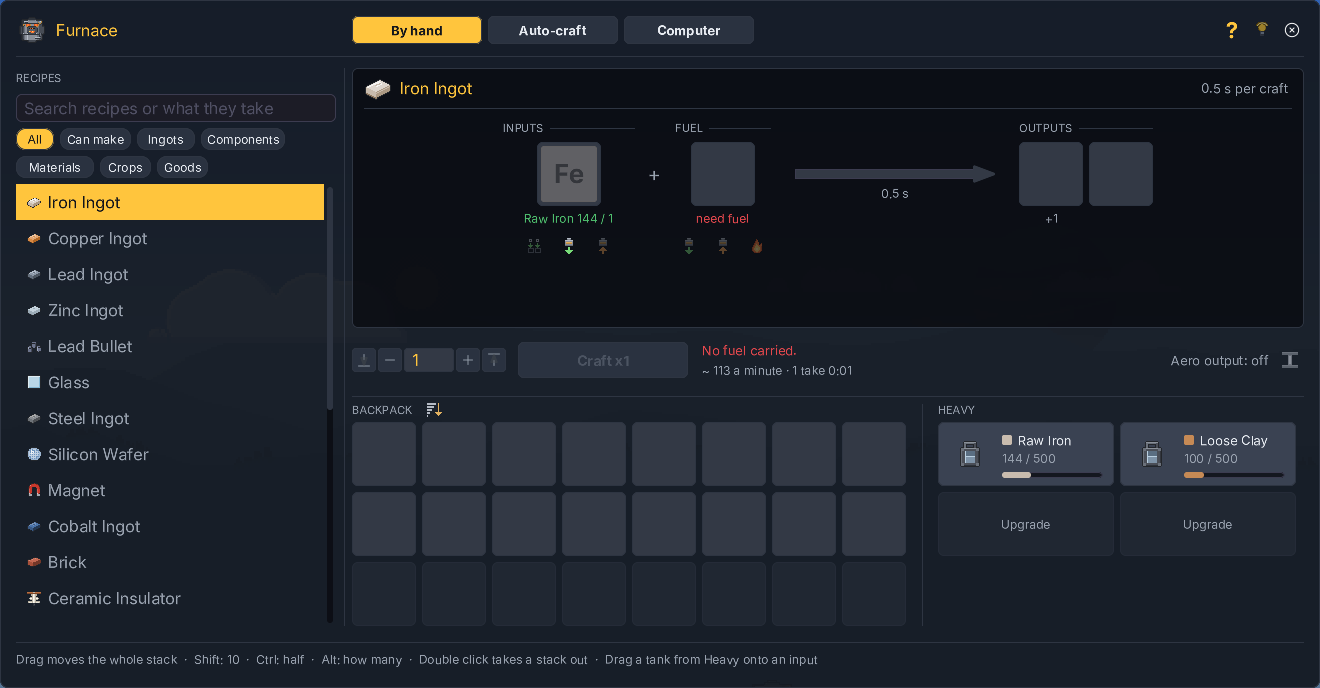 Furnace
By hand
Auto-craft
Computer
?
RECIPES
Search recipes or what they take
All
Can make
Ingots
Components
Materials
Crops
Goods
Iron Ingot
Copper Ingot
Lead Ingot
Zinc Ingot
Lead Bullet
Glass
Steel Ingot
Silicon Wafer
Magnet
Cobalt Ingot
Brick
Ceramic Insulator
Iron Ingot
0.5 s per craft
INPUTS
FUEL
OUTPUTS
Fe
+
0.5 s
Raw Iron 144 / 1
need fuel
+1
− 1 +
Craft x1
No fuel carried.
~ 113 a minute · 1 take 0:01
Aero output: off
BACKPACK
HEAVY
Raw Iron
144 / 500
Loose Clay
100 / 500
Upgrade
Upgrade
Drag moves the whole stack · Shift: 10 · Ctrl: half · Alt: how many · Double click takes a stack out · Drag a tank from Heavy onto an input